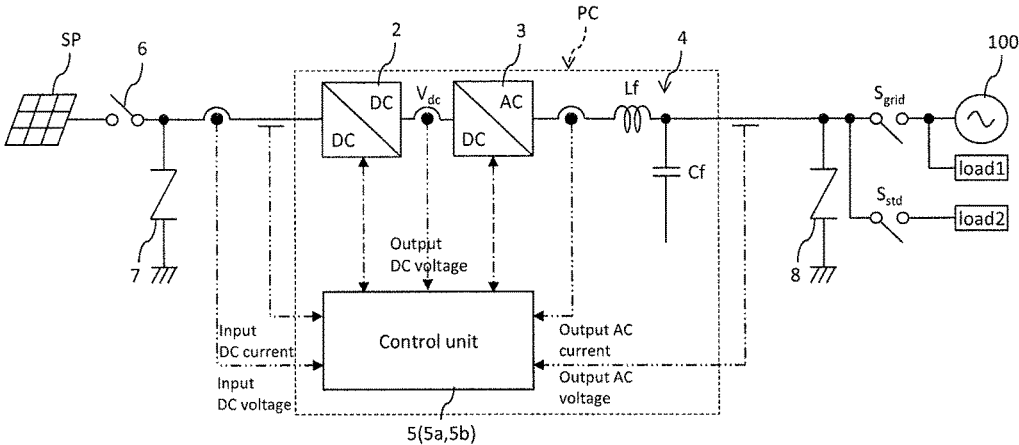 SP
6
2
3
PC
4
100
DC
DC
Vdc
AC
DC
Lf
Cf
Sgrid
load1
Sstd
load2
7
8
Output
DC voltage
Control unit
Input
DC current
Input
DC voltage
Output AC
current
Output AC
voltage
5(5a,5b)